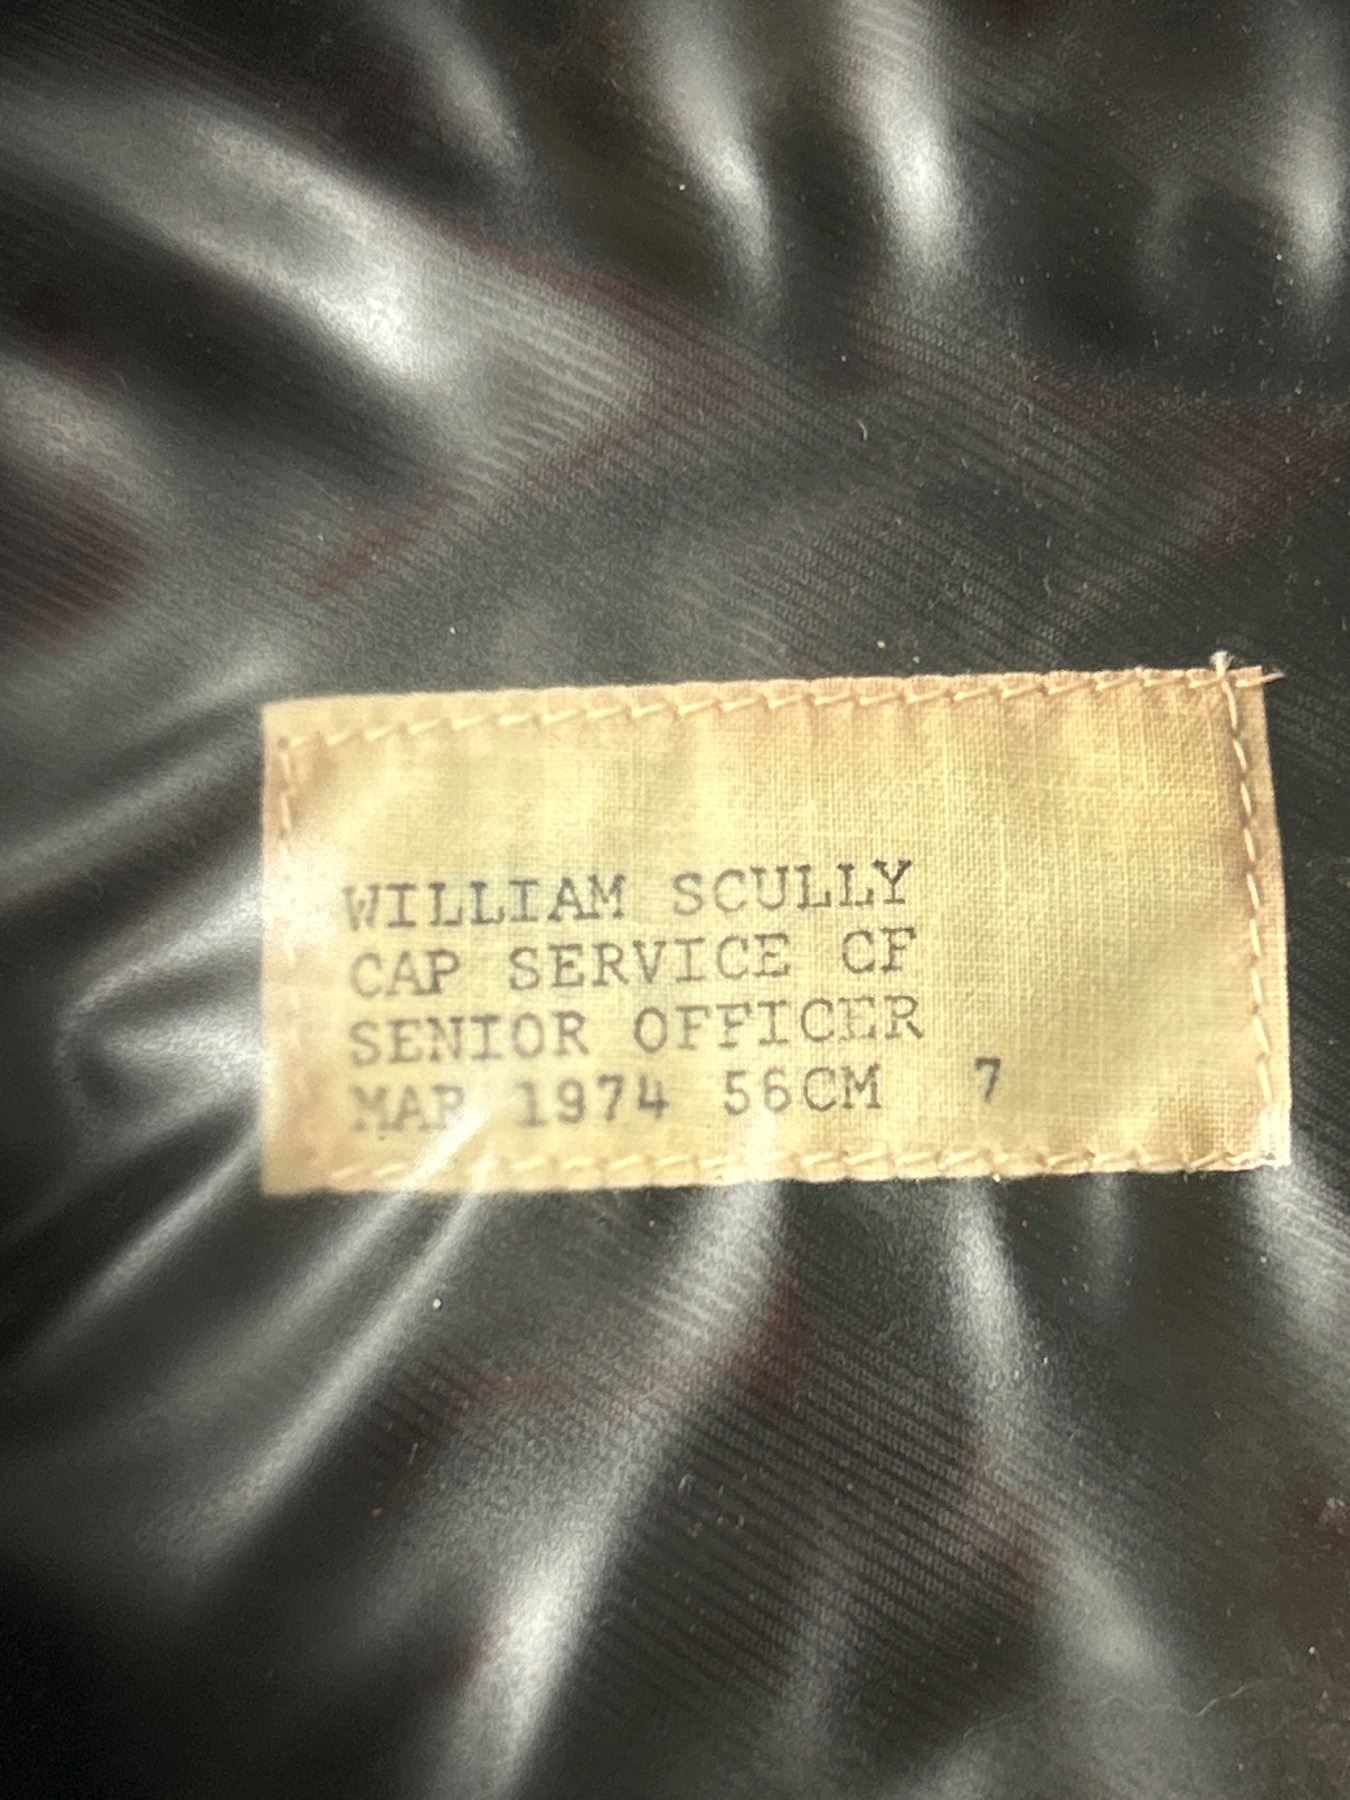 WILLIAM SCULLY
CAP SERVICE CF
SENIOR OFFICER
MAR 1974 56CM 7